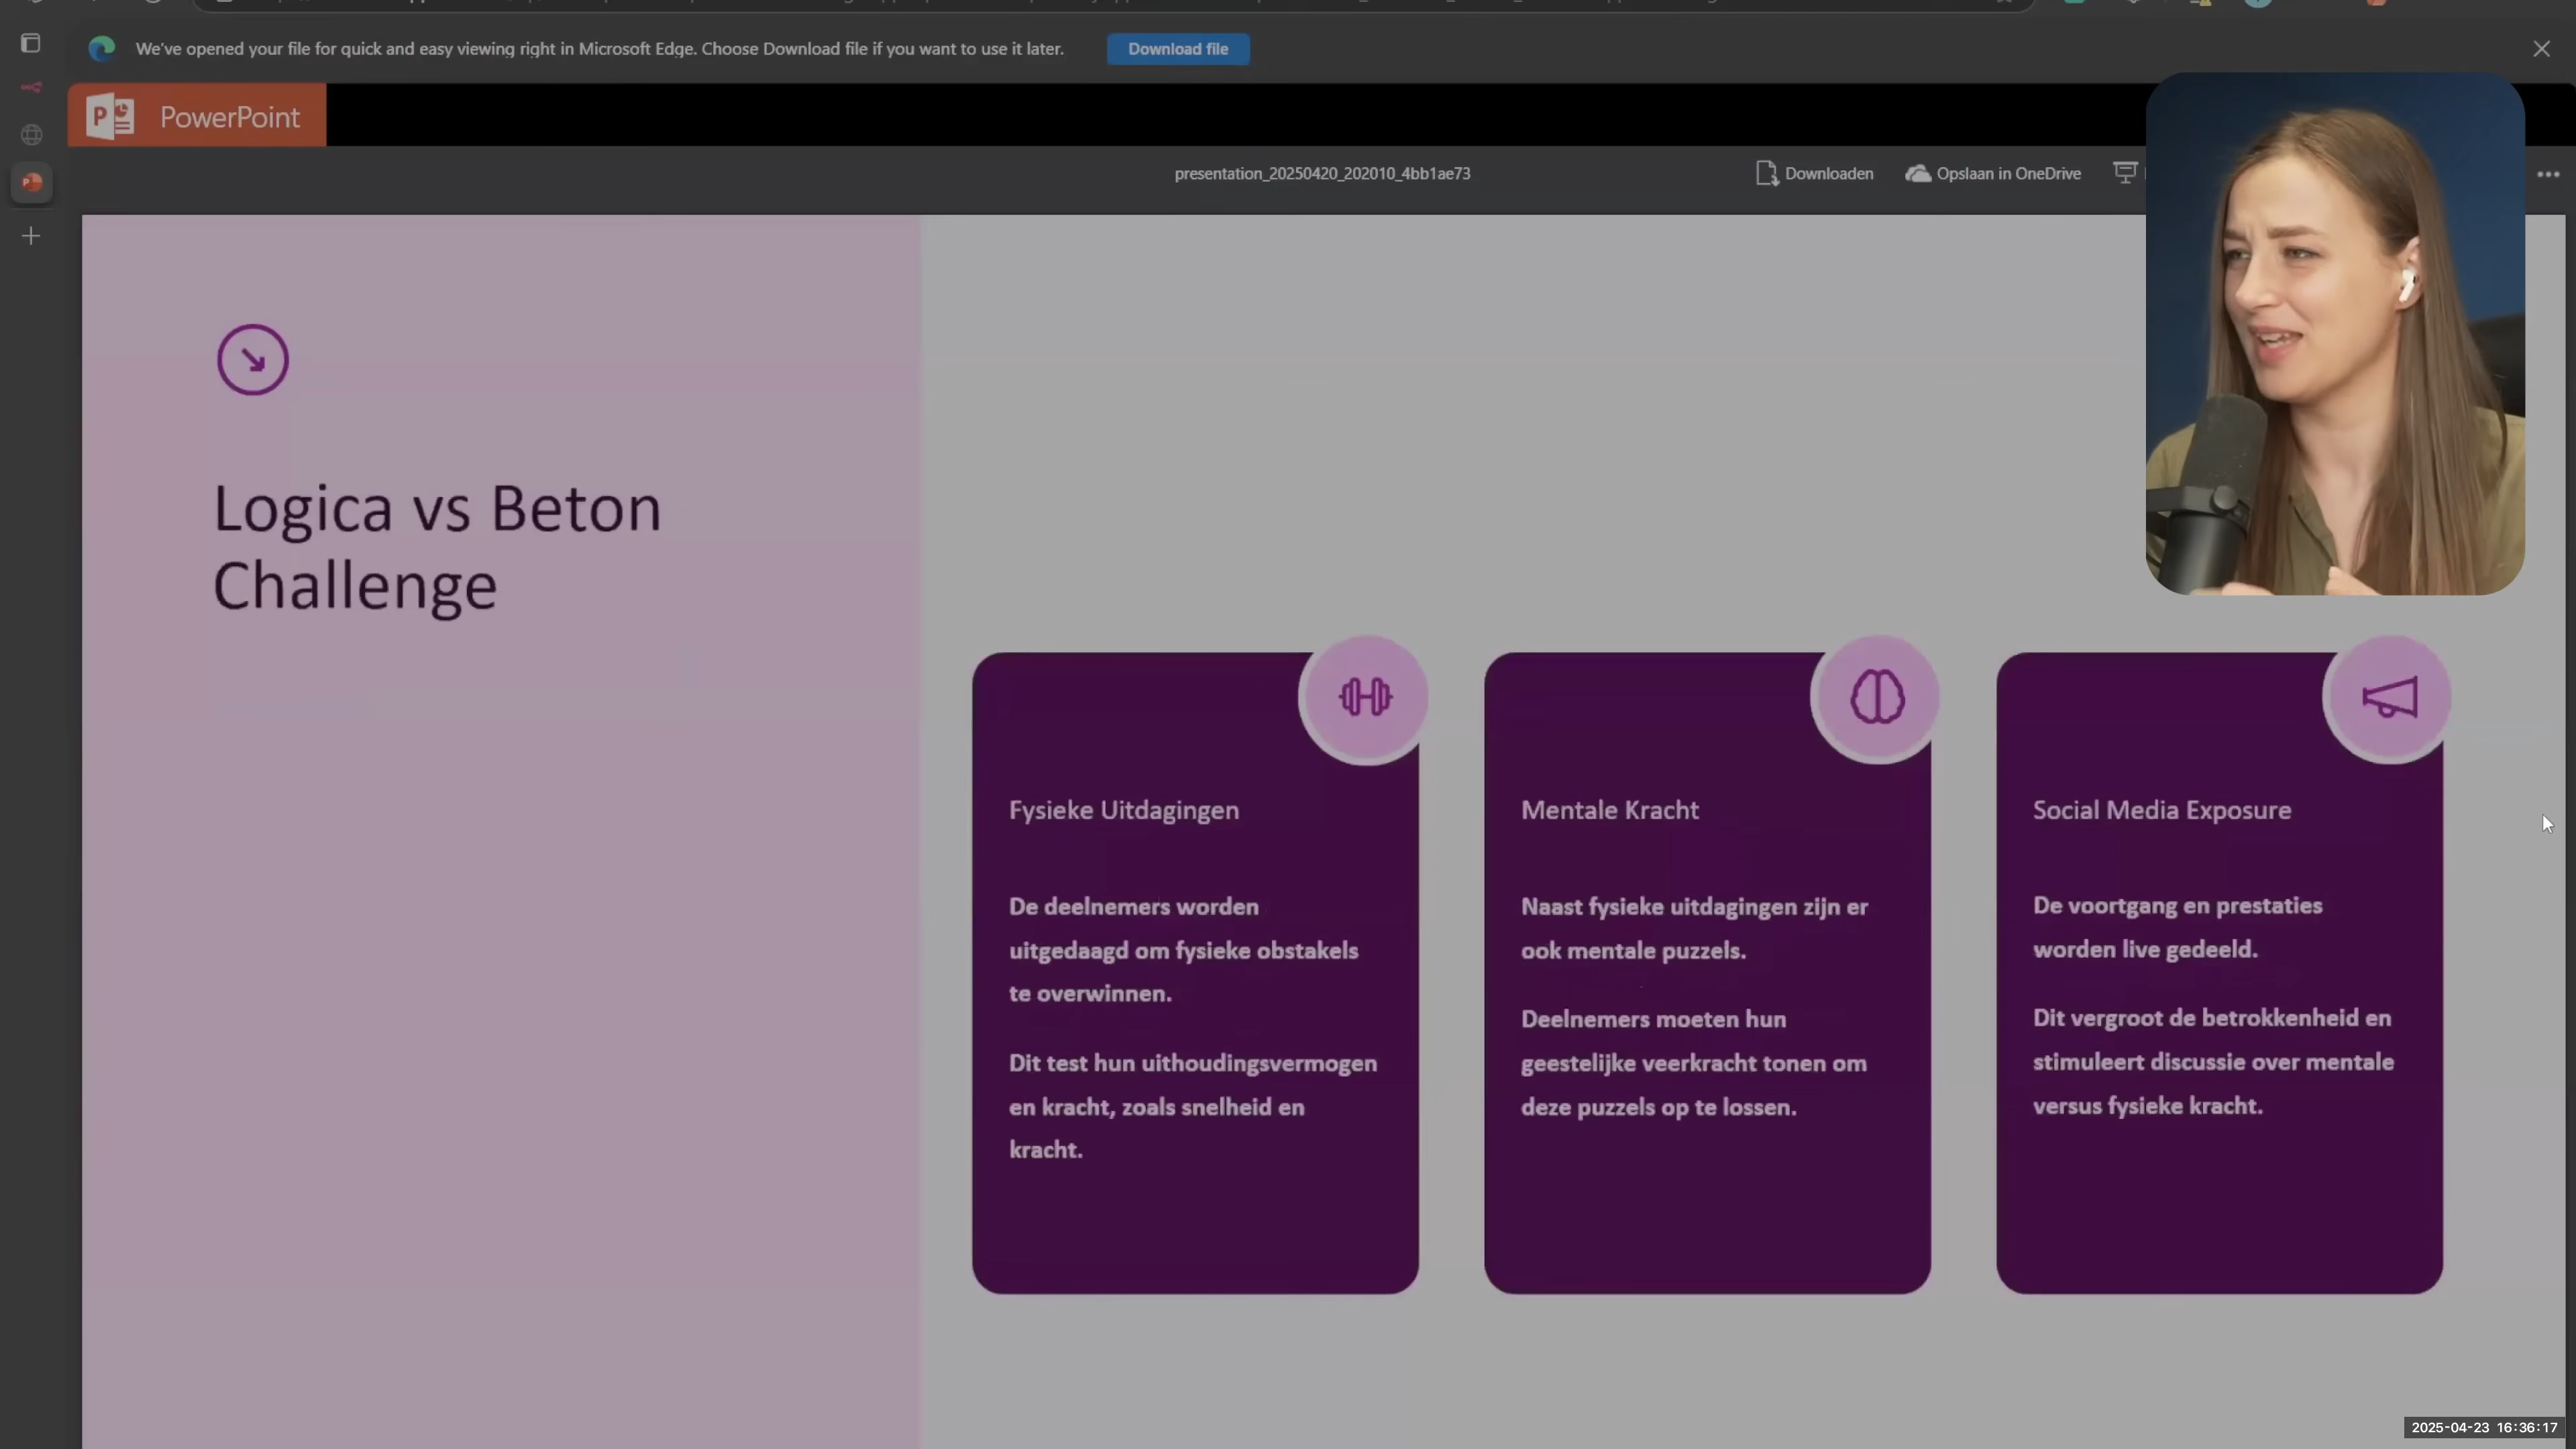 We've opened your file for quick and easy viewing right in Microsoft Edge. Choose Download file if you want to use it later.
Download file
PowerPoint
presentation_20250420_202010_4bb1ae73
Downloaden
Opslaan in OneDrive
Logica vs Beton
Challenge
Fysieke Uitdagingen
De deelnemers worden
uitgedaagd om fysieke obstakels
te overwinnen.
Dit test hun uithoudingsvermogen
en kracht, zoals snelheid en
kracht.
Mentale Kracht
Naast fysieke uitdagingen zijn er
ook mentale puzzels.
Deelnemers moeten hun
geestelijke veerkracht tonen om
deze puzzels op te lossen.
Social Media Exposure
De voortgang en prestaties
worden live gedeeld.
Dit vergroot de betrokkenheid en
stimuleert discussie over mentale
versus fysieke kracht.
2025-04-23 16:36:17